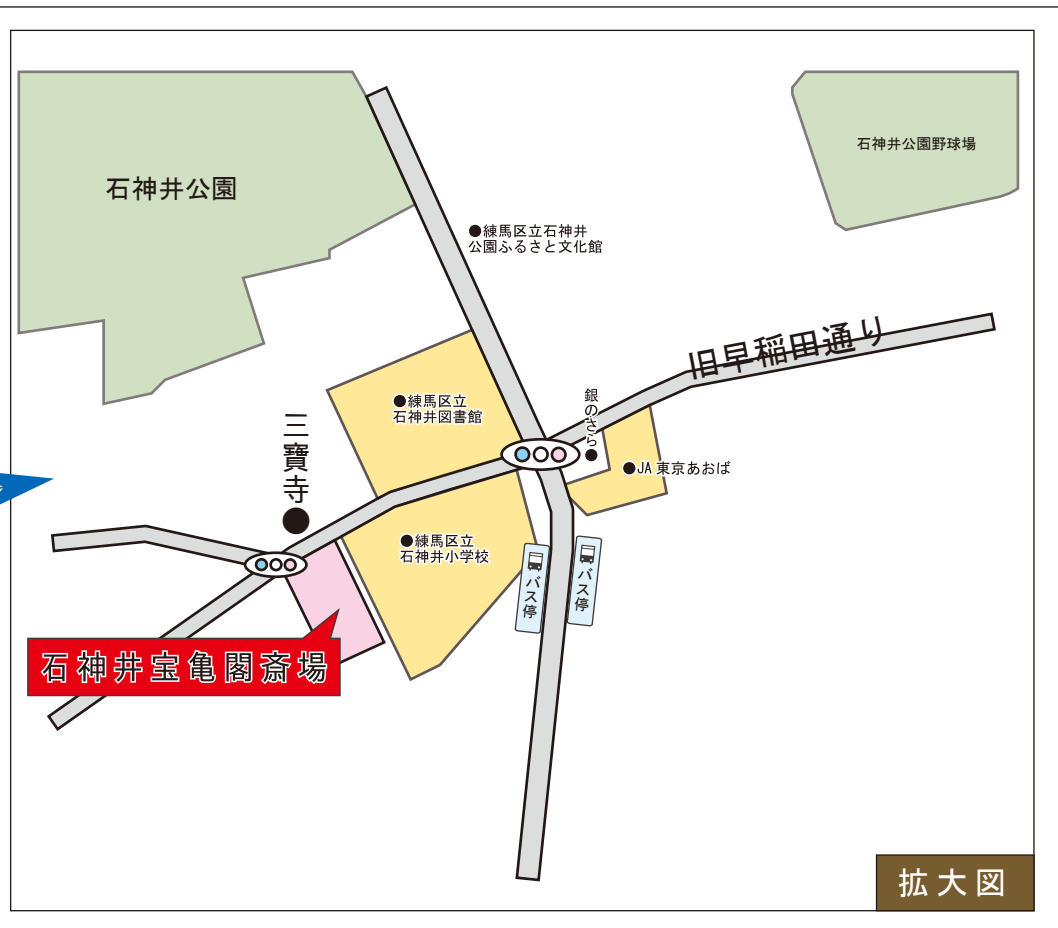 石神井公園
石神井公園野球場
●練馬区立石神井
公園ふるさと文化館
旧早稲田通り
●練馬区立
石神井図書館
銀のさら
●JA 東京あおば
三寶寺
●練馬区立
石神井小学校
バス停
バス停
石神井宝亀閣斎場
拡大図